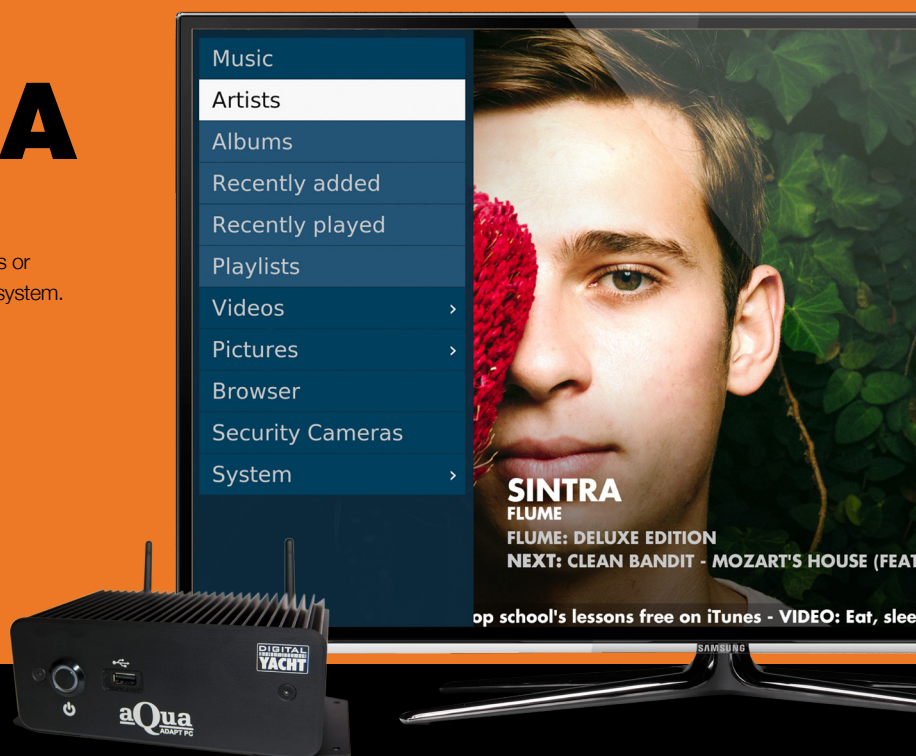 A
s or
system.
Music
Artists
Albums
Recently added
Recently played
Playlists
Videos
Pictures
Browser
Security Cameras
System
SINTRA
FLUME
FLUME: DELUXE EDITION
NEXT: CLEAN BANDIT - MOZART'S HOUSE (FEAT
op school's lessons free on iTunes - VIDEO: Eat, slee
SAMSUNG
DIGITAL
YACHT
aQua
ADAPT PC